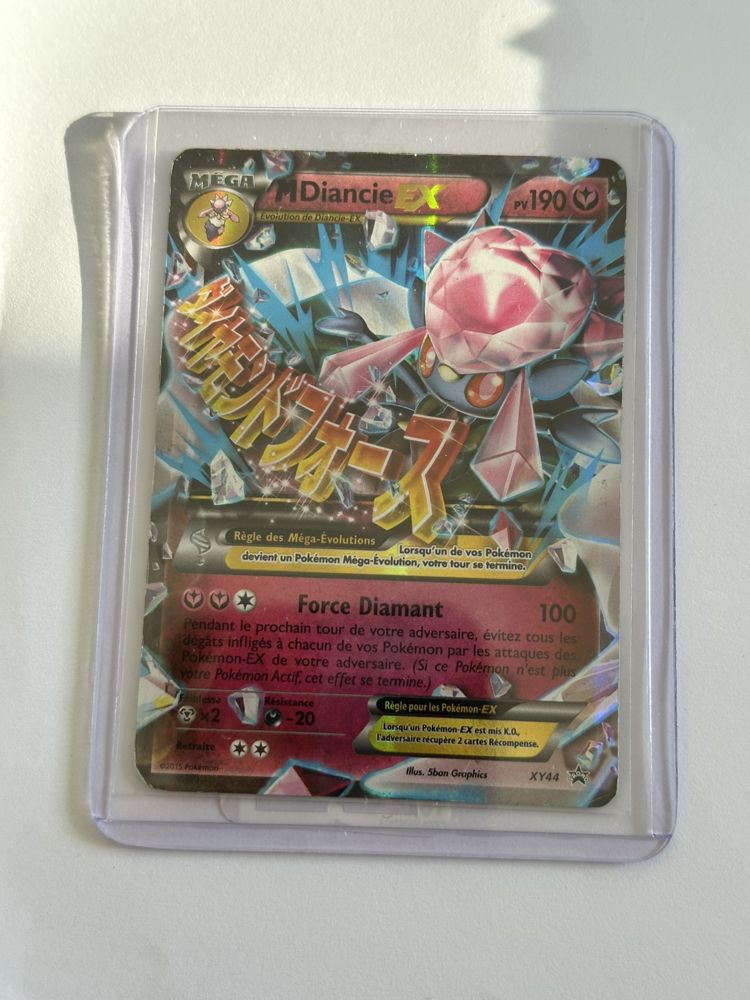 MÉGA
MDiancie EX
PV190
Évolution de Diancie-EX
ダイヤモンドフォース
Règle des Méga-Évolutions
Lorsqu'un de vos Pokémon
devient un Pokémon Méga-Évolution, votre tour se termine.
Force Diamant 100
Pendant le prochain tour de votre adversaire, évitez tous les
dégâts infligés à chacun de vos Pokémon par les attaques des
Pokémon-EX de votre adversaire. (Si ce Pokémon n'est plus
votre Pokémon Actif, cet effet se termine.)
Faiblesse Résistance
×2 -20
Retraite
Règle pour les Pokémon-EX
Lorsqu'un Pokémon-EX est mis K.O.,
l'adversaire récupère 2 cartes Récompense.
©2015 Pokémon
Illus. 5ban Graphics
XY44